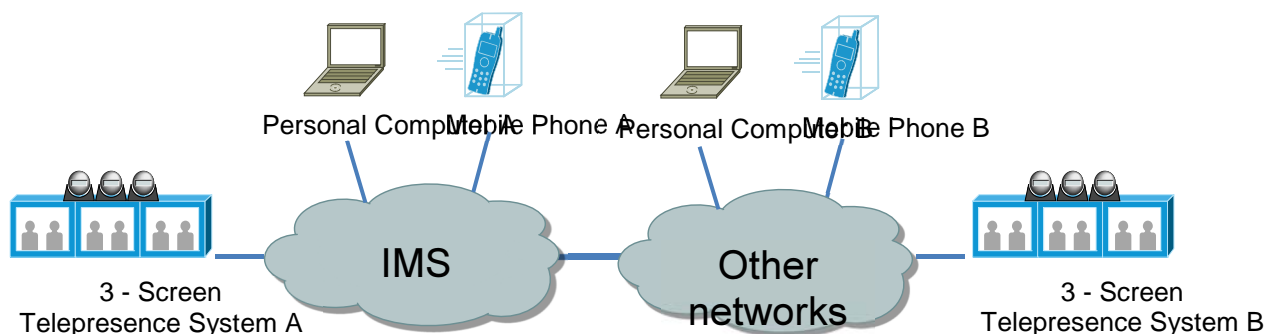 Personal Computer A
Mobile Phone A
Personal Computer B
Mobile Phone B
IMS
Other
networks
3 - Screen
Telepresence System A
3 - Screen
Telepresence System B